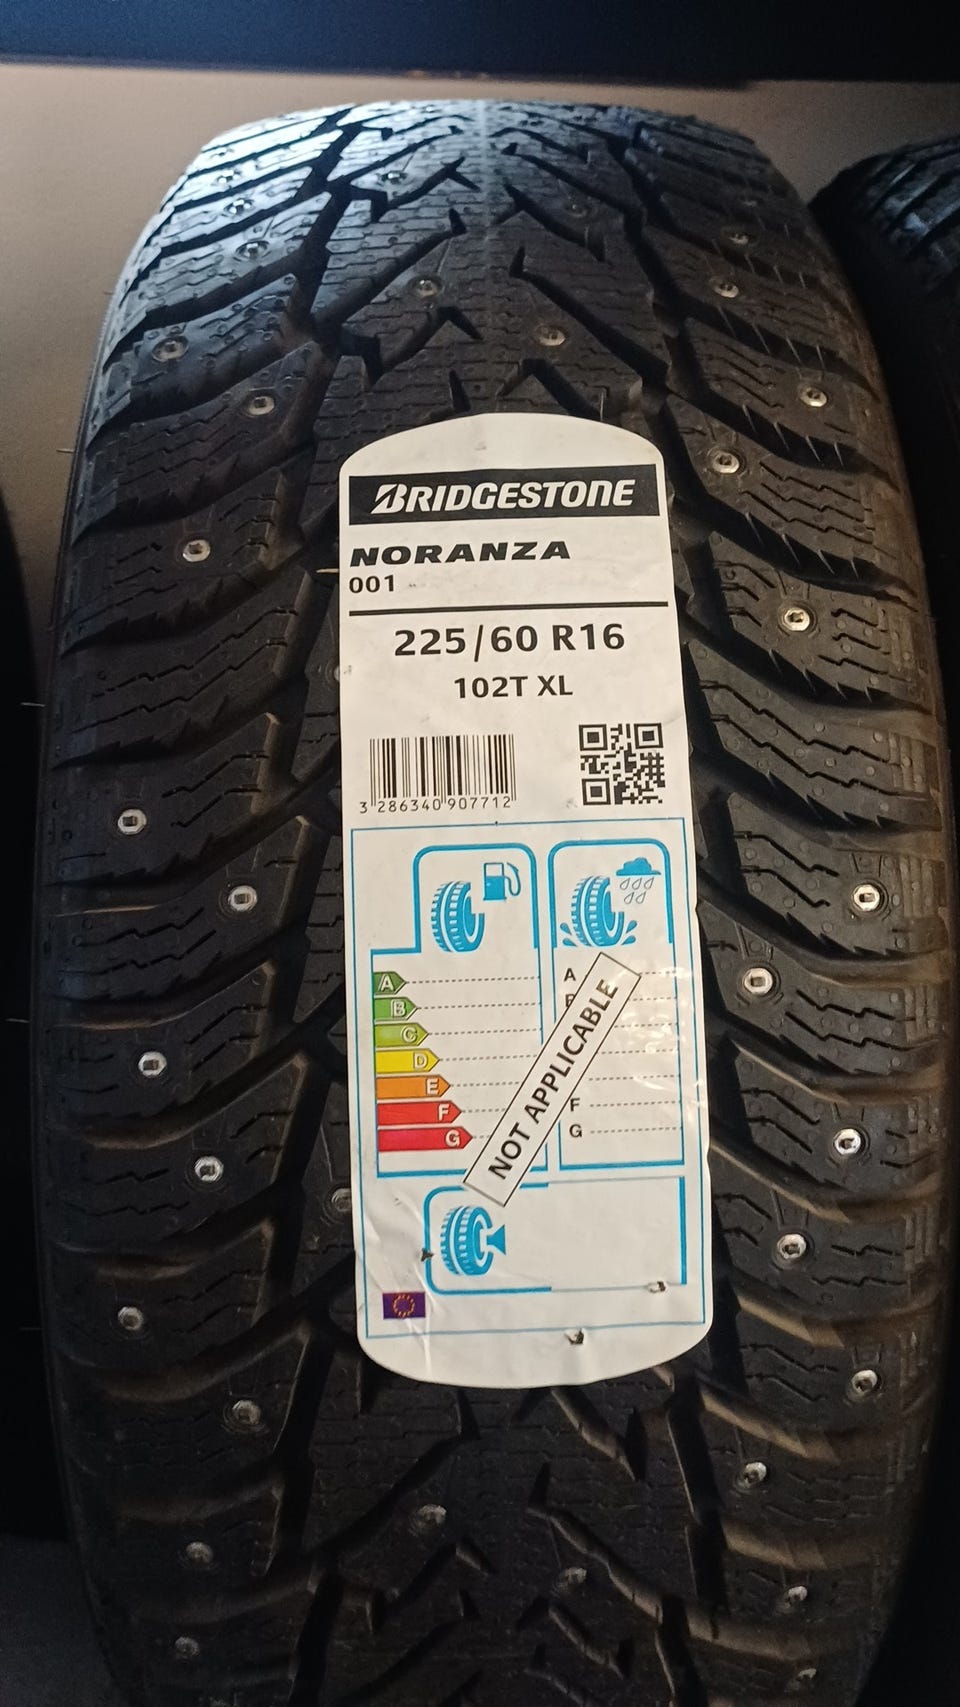 BRIDGESTONE
NORANZA
001
225/60 R16
102T XL
3 286340 907712
A
B
C
D
E
F
G
A
F
G
NOT APPLICABLE